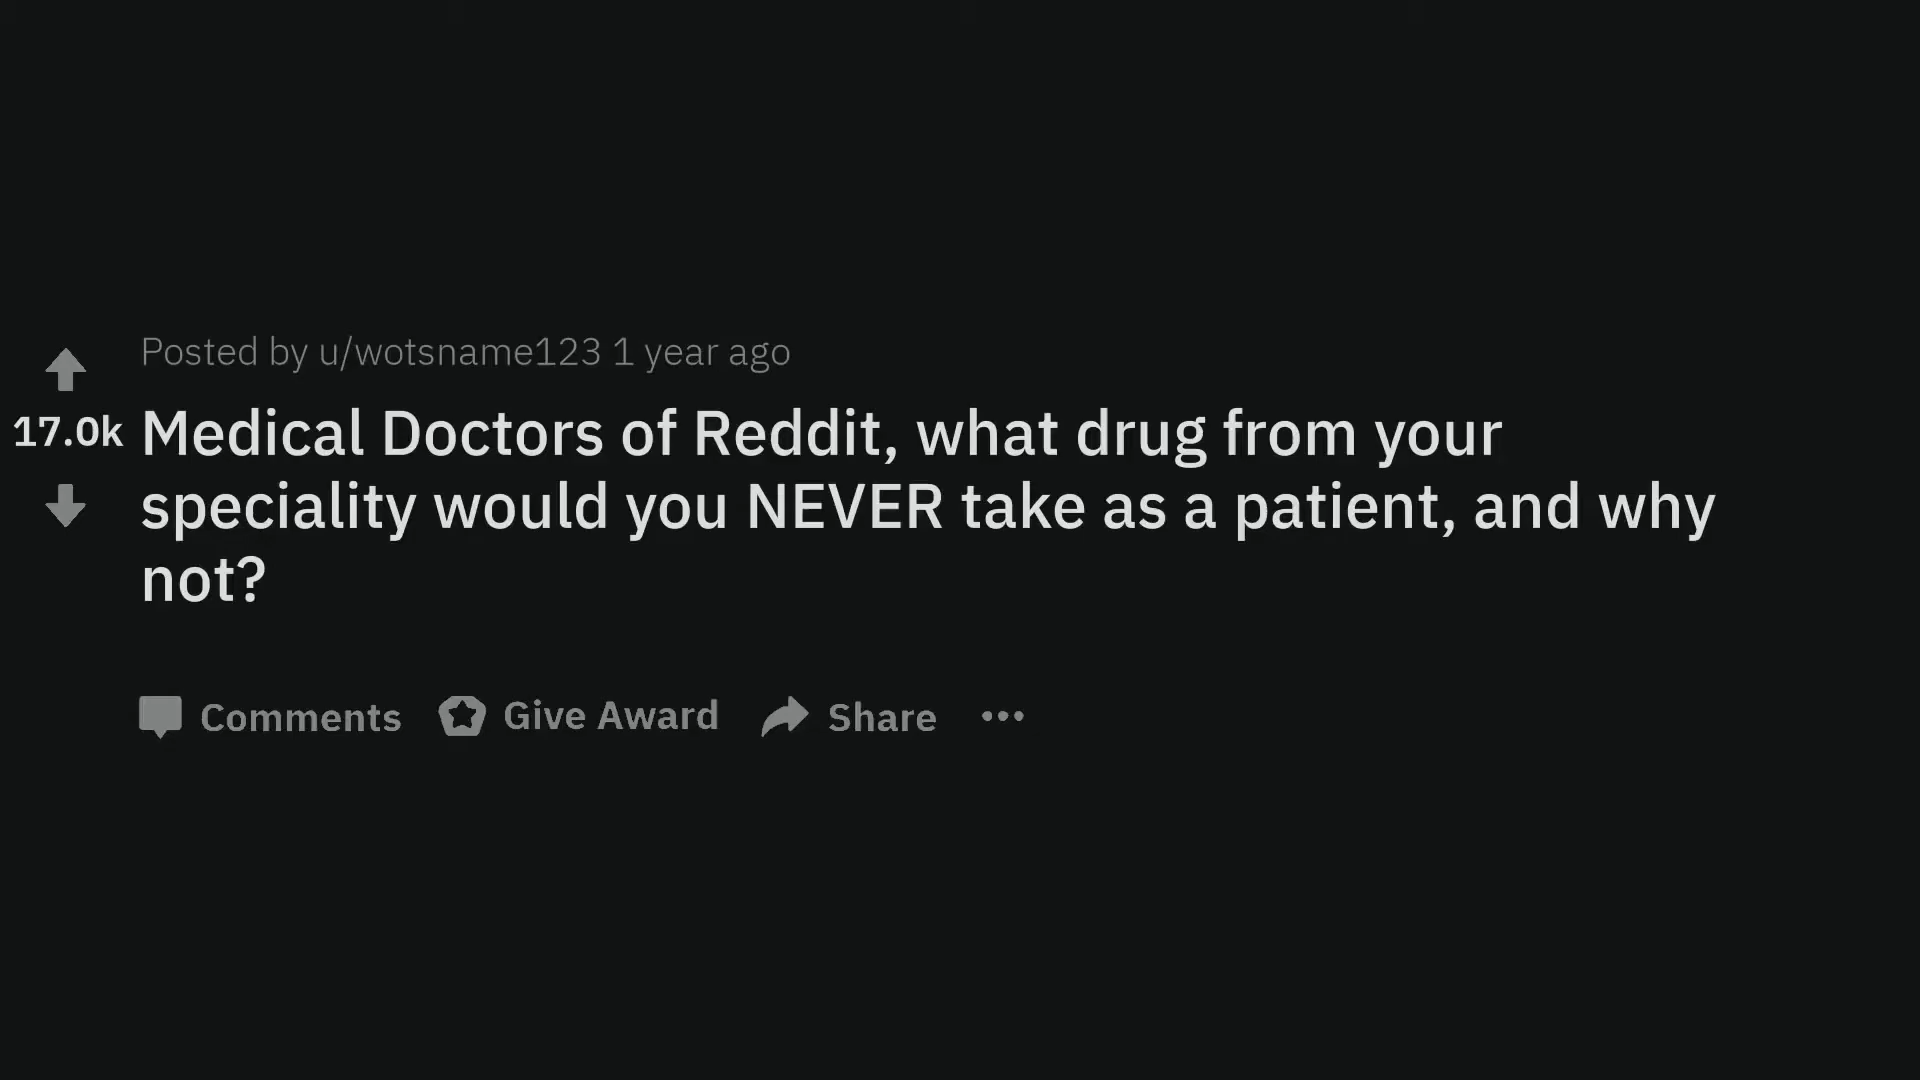 Posted by u/wotsname123 1 year ago
17.0k
Medical Doctors of Reddit, what drug from your
speciality would you NEVER take as a patient, and why
not?
Comments Give Award Share